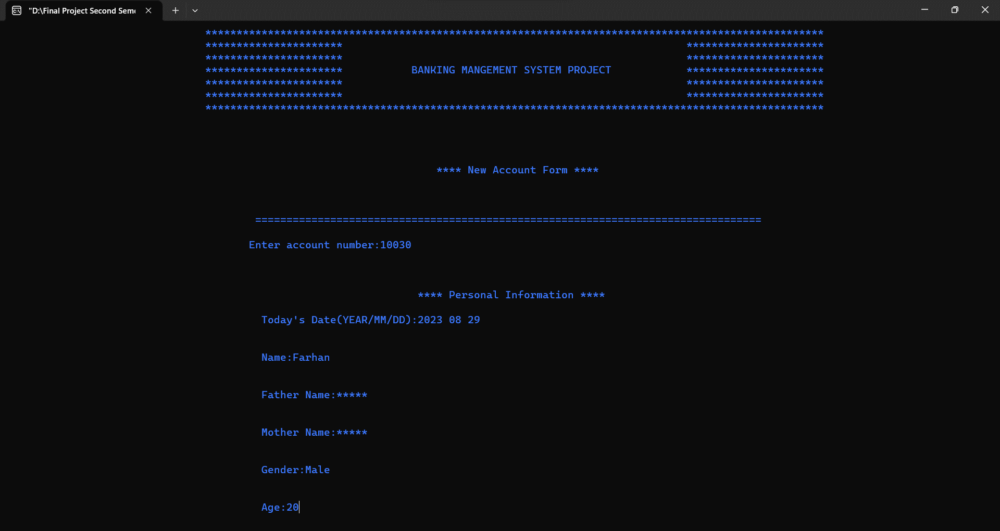 "D:\Final Project Second Seme
***************************************************************************************************
********************** **********************
********************** **********************
********************** BANKING MANGEMENT SYSTEM PROJECT **********************
********************** **********************
********************** **********************
***************************************************************************************************
**** New Account Form ****
=================================================================================
Enter account number:10030
**** Personal Information ****
Today's Date(YEAR/MM/DD):2023 08 29
Name:Farhan
Father Name:*****
Mother Name:*****
Gender:Male
Age:20